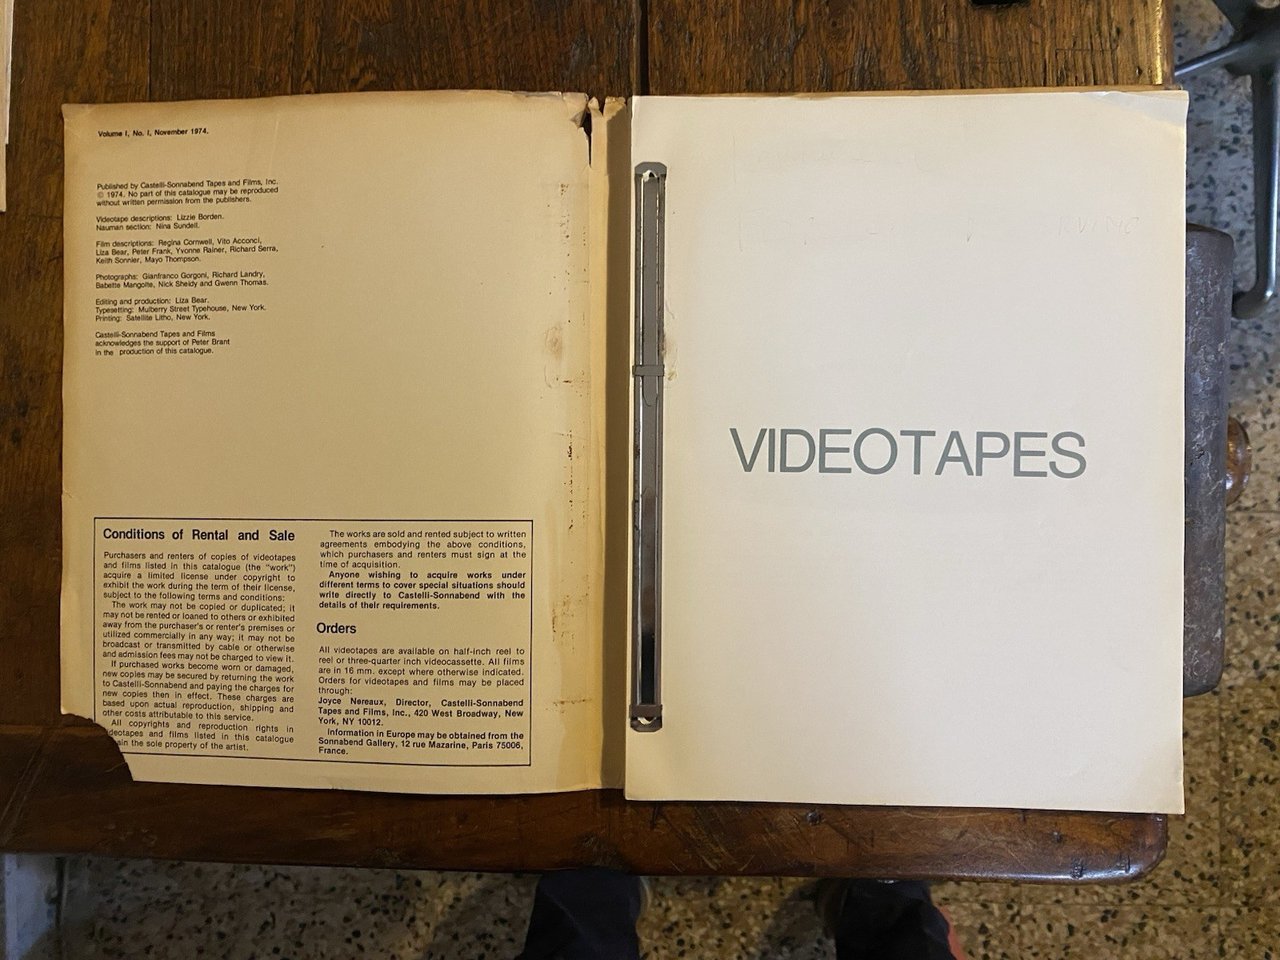 Volume I, No. I, November 1974.
Published by Castelli-Sonnabend Tapes and Films, Inc.
© 1974. No part of this catalogue may be reproduced
without written permission from the publishers.
Videotape descriptions: Lizzie Borden.
Nauman section: Nina Sundell.
Film descriptions: Regina Cornwell, Vito Acconci,
Liza Bear, Peter Frank, Yvonne Rainer, Richard Serra,
Keith Sonnier, Mayo Thompson.
Photographs: Gianfranco Gorgoni, Richard Landry,
Babette Mangolte, Nick Sheidy and Gwenn Thomas.
Editing and production: Liza Bear.
Typesetting: Mulberry Street Typehouse, New York.
Printing: Satellite Litho, New York.
Castelli-Sonnabend Tapes and Films
acknowledges the support of Peter Brant
in the production of this catalogue.
Conditions of Rental and Sale
Purchasers and renters of copies of videotapes
and films listed in this catalogue (the "work")
acquire a limited license under copyright to
exhibit the work during the term of their license,
subject to the following terms and conditions:
The work may not be copied or duplicated; it
may not be rented or loaned to others or exhibited
away from the purchaser's or renter's premises or
utilized commercially in any way; it may not be
broadcast or transmitted by cable or otherwise
and admission fees may not be charged to view it.
If purchased works become worn or damaged,
new copies may be secured by returning the work
to Castelli-Sonnabend and paying the charges for
new copies then in effect. These charges are
based upon actual reproduction, shipping and
other costs attributable to this service.
All copyrights and reproduction rights in
deotapes and films listed in this catalogue
ain the sole property of the artist.
The works are sold and rented subject to written
agreements embodying the above conditions,
which purchasers and renters must sign at the
time of acquisition.
Anyone wishing to acquire works under
different terms to cover special situations should
write directly to Castelli-Sonnabend with the
details of their requirements.
Orders
All videotapes are available on half-inch reel to
reel or three-quarter inch videocassette. All films
are in 16 mm. except where otherwise indicated.
Orders for videotapes and films may be placed
through:
Joyce Nereaux, Director, Castelli-Sonnabend
Tapes and Films, Inc., 420 West Broadway, New
York, NY 10012.
Information in Europe may be obtained from the
Sonnabend Gallery, 12 rue Mazarine, Paris 75006,
France.
VIDEOTAPES